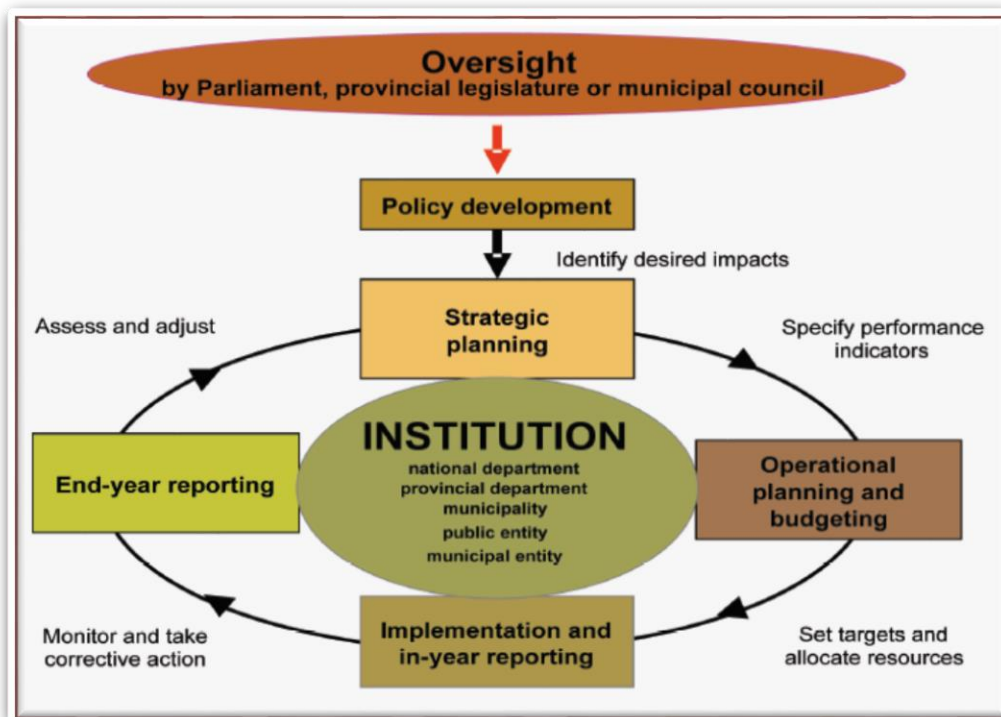 Oversight
by Parliament, provincial legislature or municipal council
Policy development
Identify desired impacts
Strategic
planning
Assess and adjust
Specify performance
indicators
INSTITUTION
national department
provincial department
municipality
public entity
municipal entity
End-year reporting
Operational
planning and
budgeting
Implementation and
in-year reporting
Monitor and take
corrective action
Set targets and
allocate resources